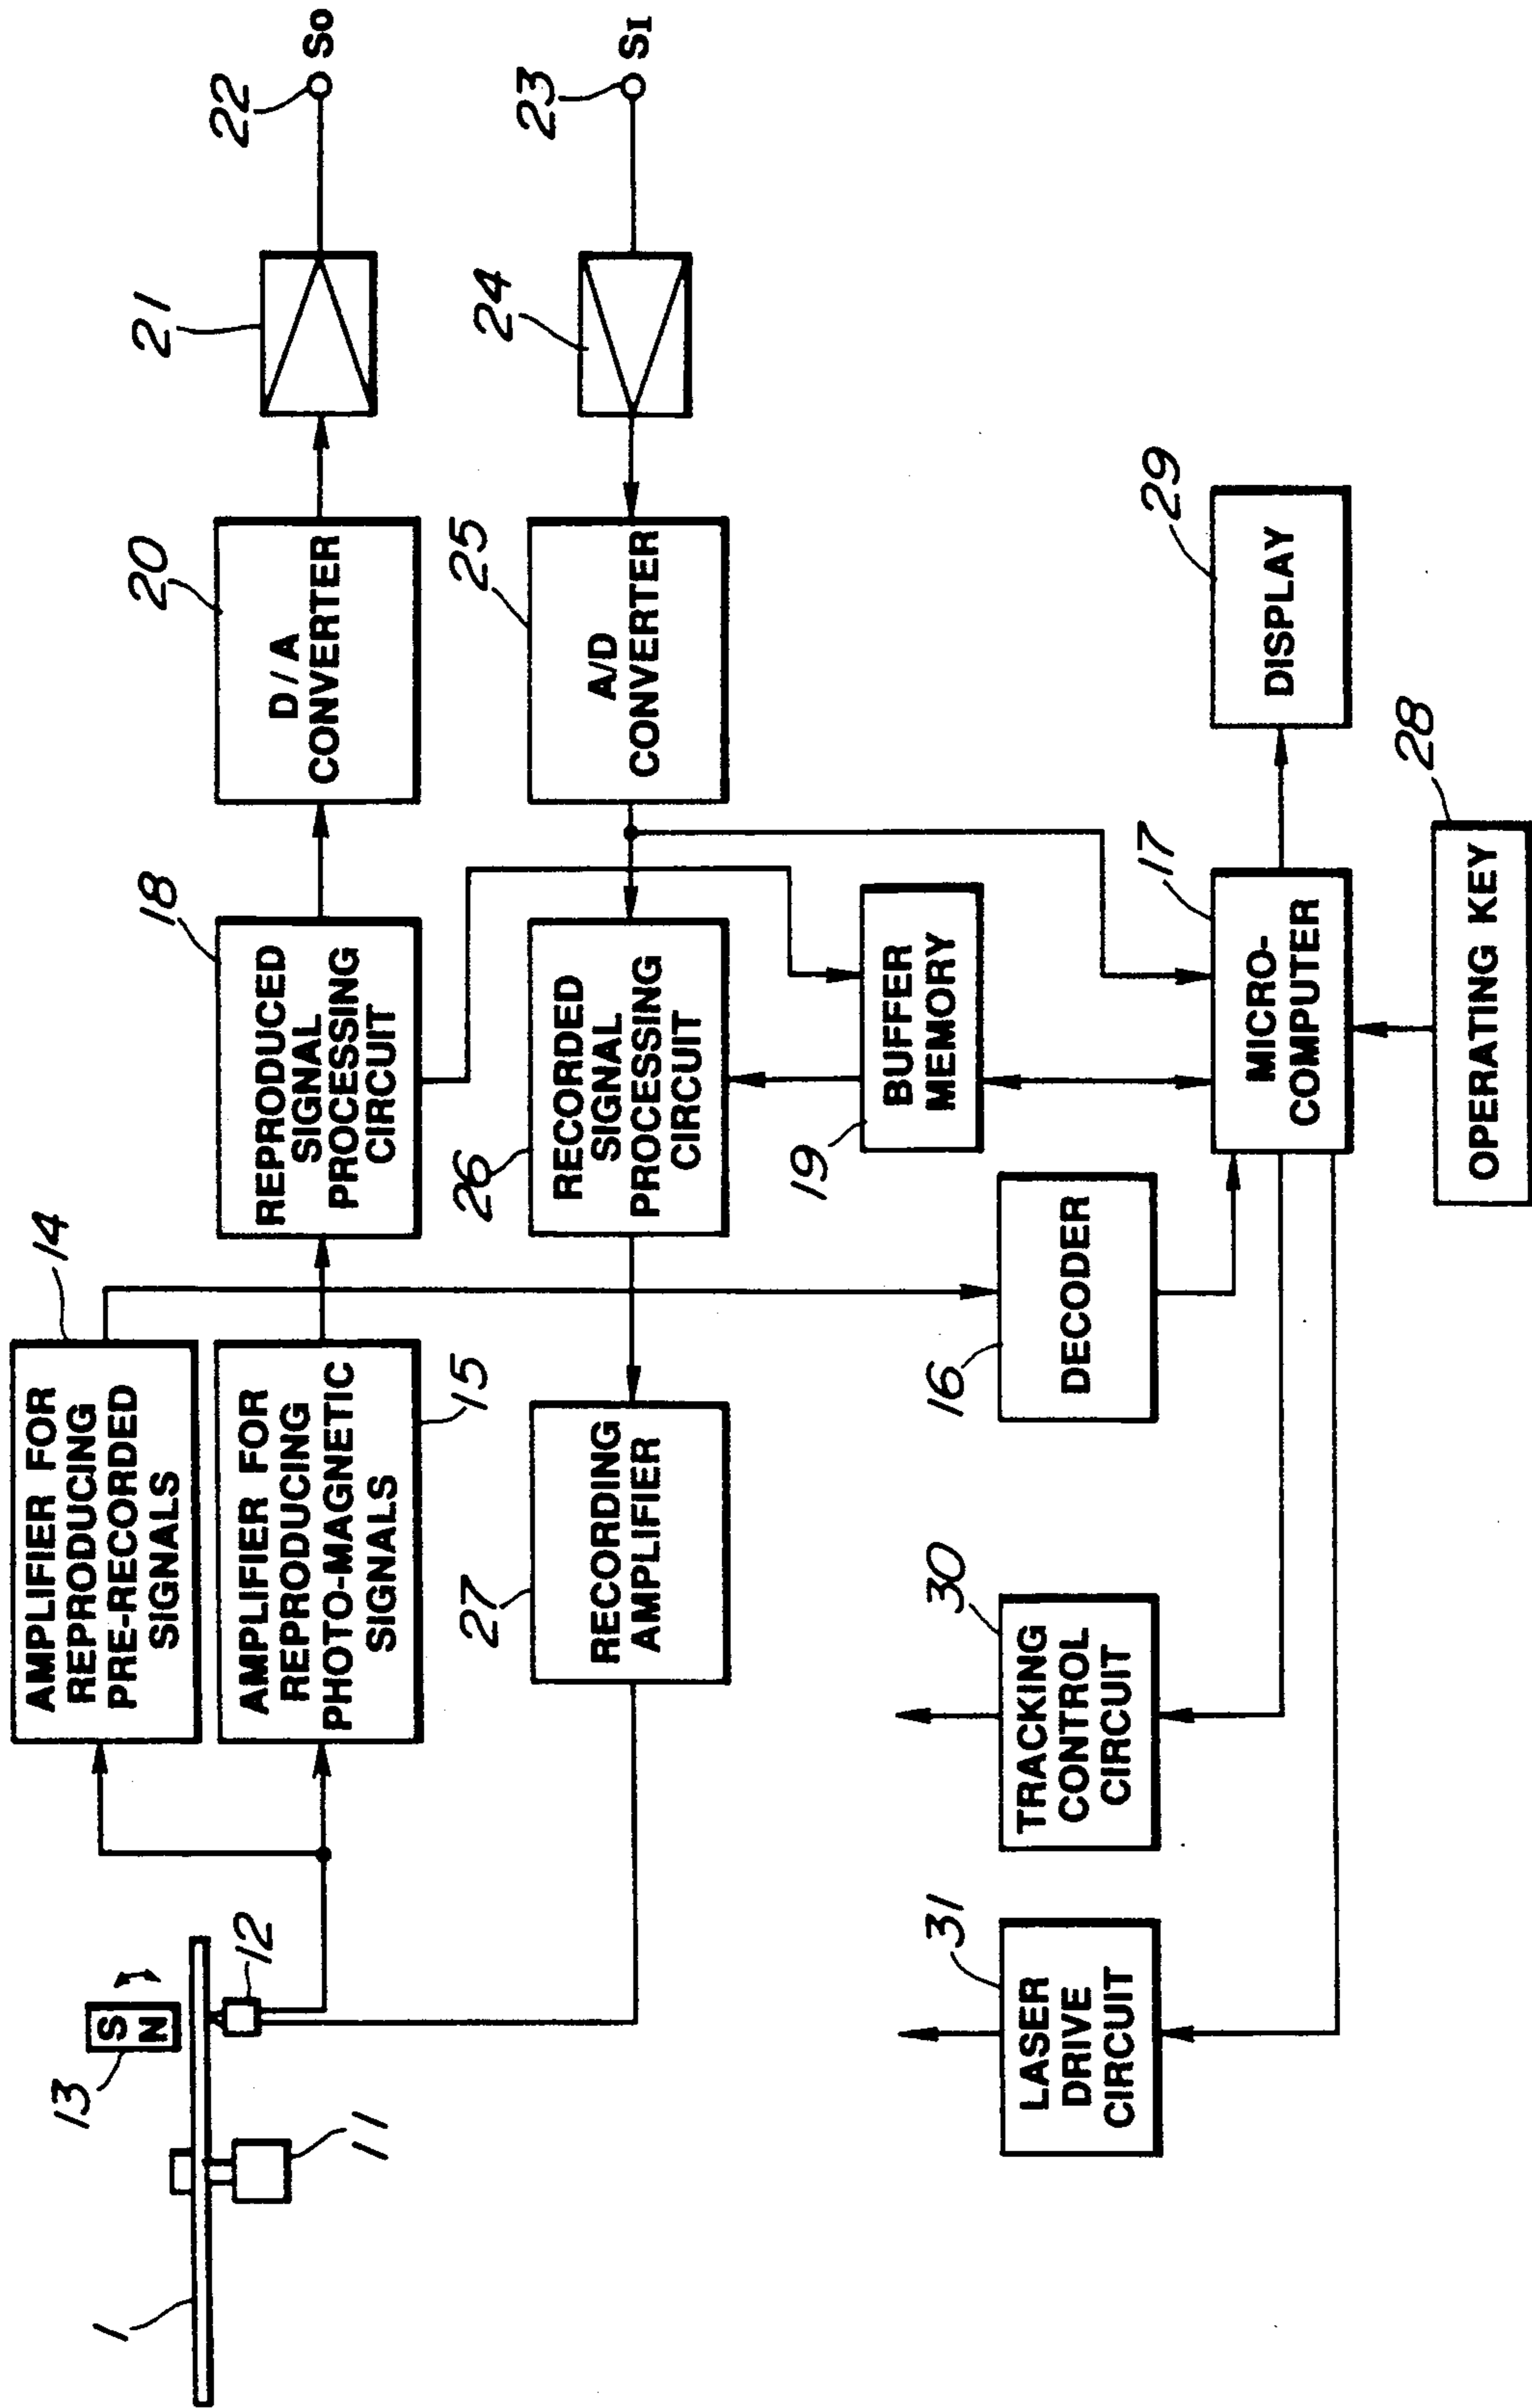 14
AMPLIFIER FOR
REPRODUCING
PRE-RECORDED
SIGNALS
13
S
N
12
1
11
AMPLIFIER FOR
REPRODUCING
PHOTO-MAGNETIC
SIGNALS
15
18
REPRODUCED
SIGNAL
PROCESSING
CIRCUIT
20
D/A
CONVERTER
21
22
So
27
RECORDING
AMPLIFIER
26
RECORDED
SIGNAL
PROCESSING
CIRCUIT
25
A/D
CONVERTER
24
23
SI
19
BUFFER
MEMORY
16
DECODER
30
TRACKING
CONTROL
CIRCUIT
31
LASER
DRIVE
CIRCUIT
17
MICRO-
COMPUTER
29
DISPLAY
28
OPERATING KEY